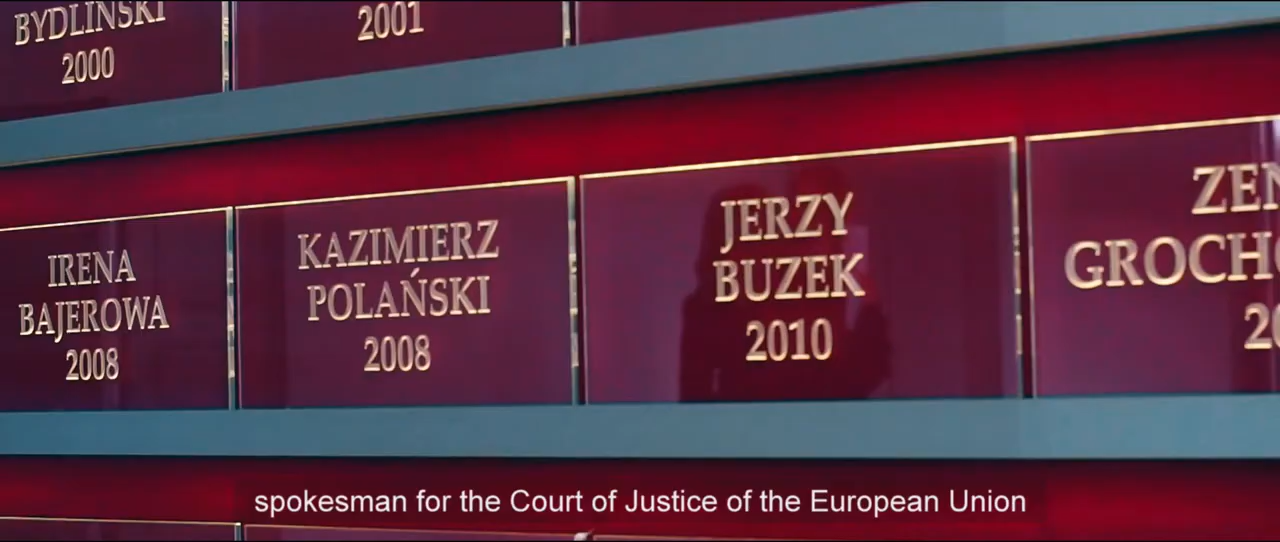 BYDLIŃSKI
2000
2001
IRENA
BAJEROWA
2008
KAZIMIERZ
POLAŃSKI
2008
JERZY
BUZEK
2010
spokesman for the Court of Justice of the European Union